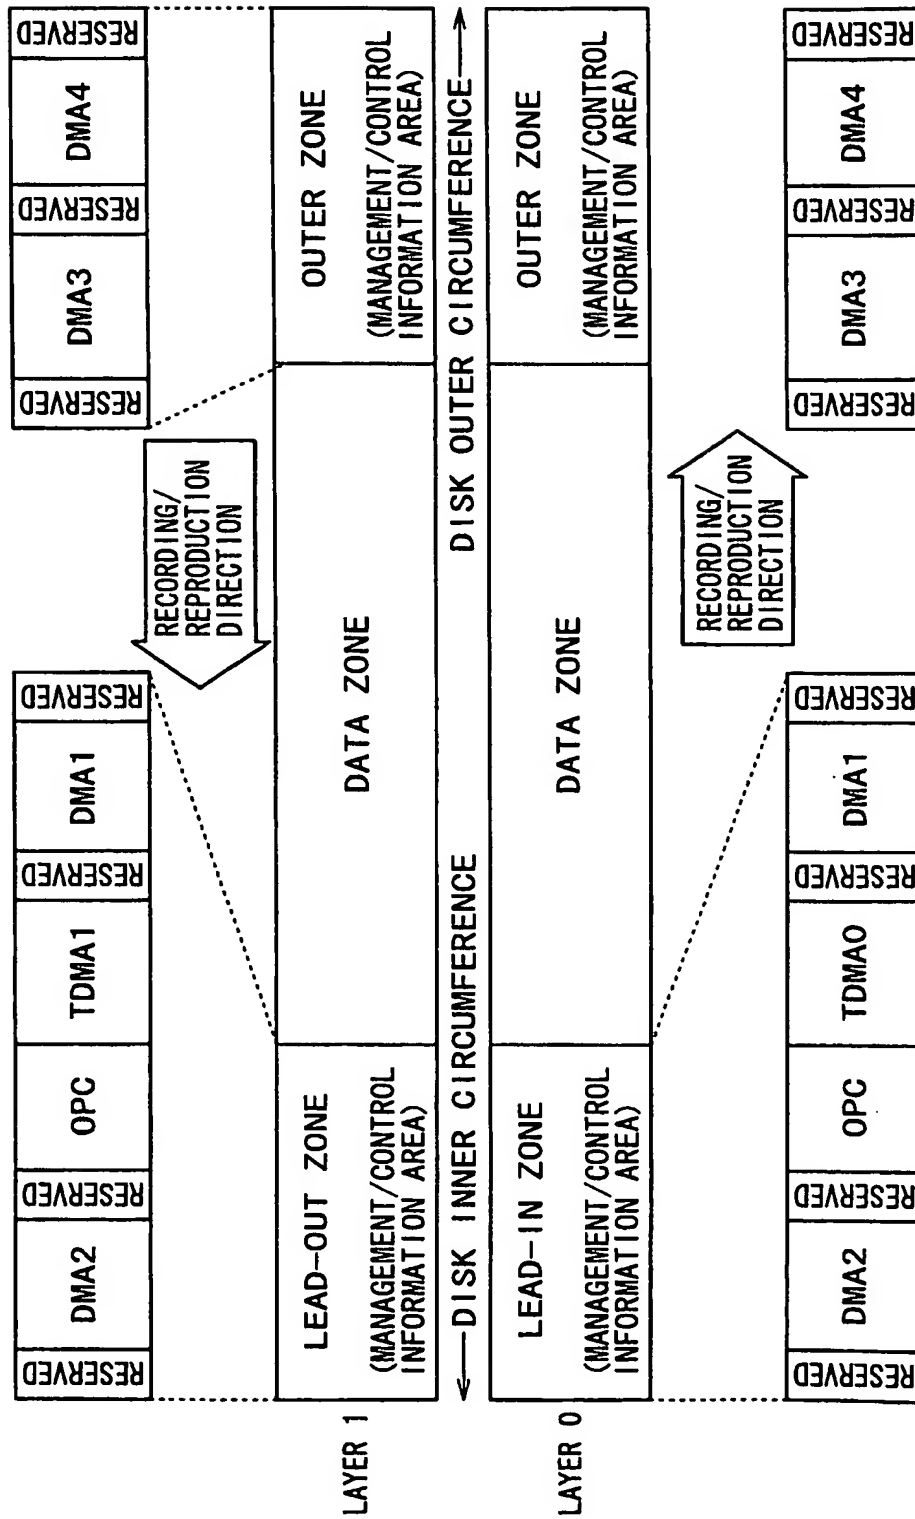 RESERVED
DMA2
RESERVED
OPC
TDMA1
RESERVED
DMA1
RESERVED
RESERVED
DMA3
RESERVED
DMA4
RESERVED
RECORDING/
REPRODUCTION
DIRECTION
LAYER 1
LEAD-OUT ZONE
(MANAGEMENT/CONTROL
INFORMATION AREA)
DATA ZONE
OUTER ZONE
(MANAGEMENT/CONTROL
INFORMATION AREA)
DISK INNER CIRCUMFERENCE
DISK OUTER CIRCUMFERENCE
LAYER 0
LEAD-IN ZONE
(MANAGEMENT/CONTROL
INFORMATION AREA)
DATA ZONE
OUTER ZONE
(MANAGEMENT/CONTROL
INFORMATION AREA)
RECORDING/
REPRODUCTION
DIRECTION
RESERVED
DMA2
RESERVED
OPC
TDMA0
RESERVED
DMA1
RESERVED
RESERVED
DMA3
RESERVED
DMA4
RESERVED